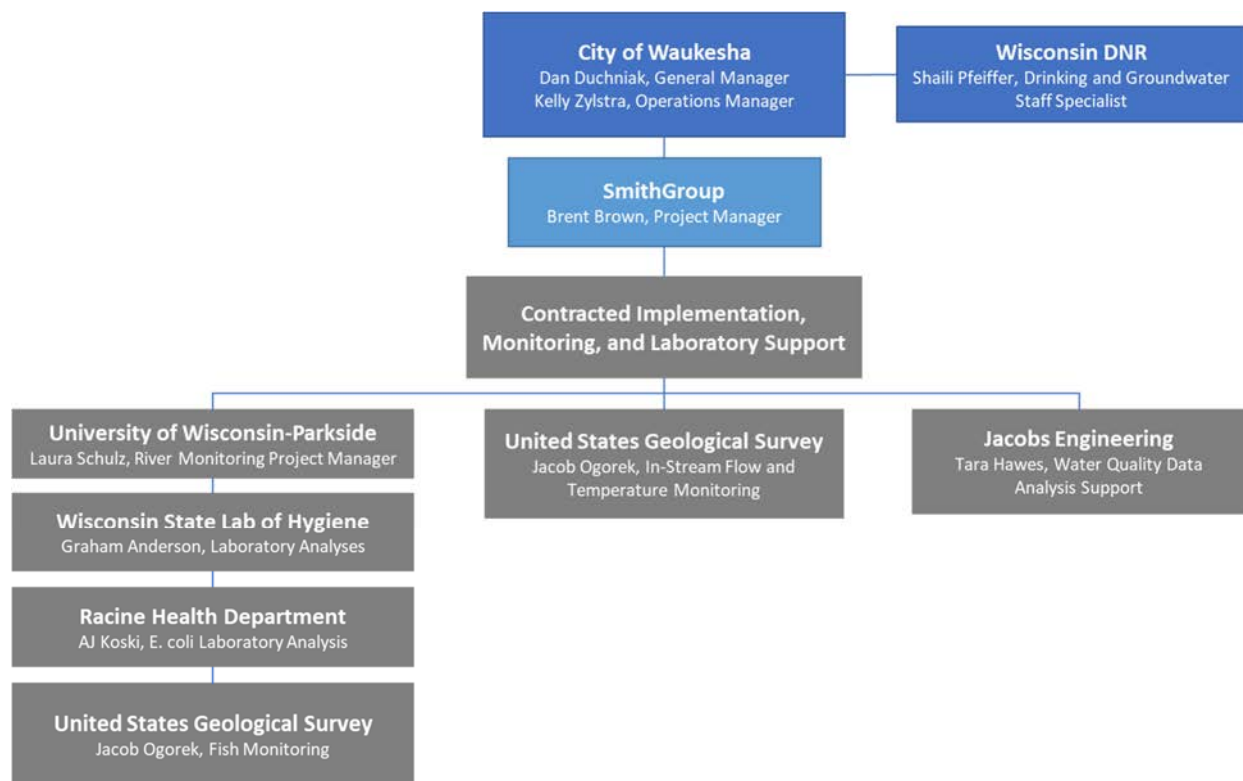 City of Waukesha
Dan Duchniak, General Manager
Kelly Zylstra, Operations Manager
Wisconsin DNR
Shaili Pfeiffer, Drinking and Groundwater
Staff Specialist
SmithGroup
Brent Brown, Project Manager
Contracted Implementation,
Monitoring, and Laboratory Support
University of Wisconsin-Parkside
Laura Schulz, River Monitoring Project Manager
Wisconsin State Lab of Hygiene
Graham Anderson, Laboratory Analyses
Racine Health Department
AJ Koski, E. coli Laboratory Analysis
United States Geological Survey
Jacob Ogorek, Fish Monitoring
United States Geological Survey
Jacob Ogorek, In-Stream Flow and
Temperature Monitoring
Jacobs Engineering
Tara Hawes, Water Quality Data
Analysis Support